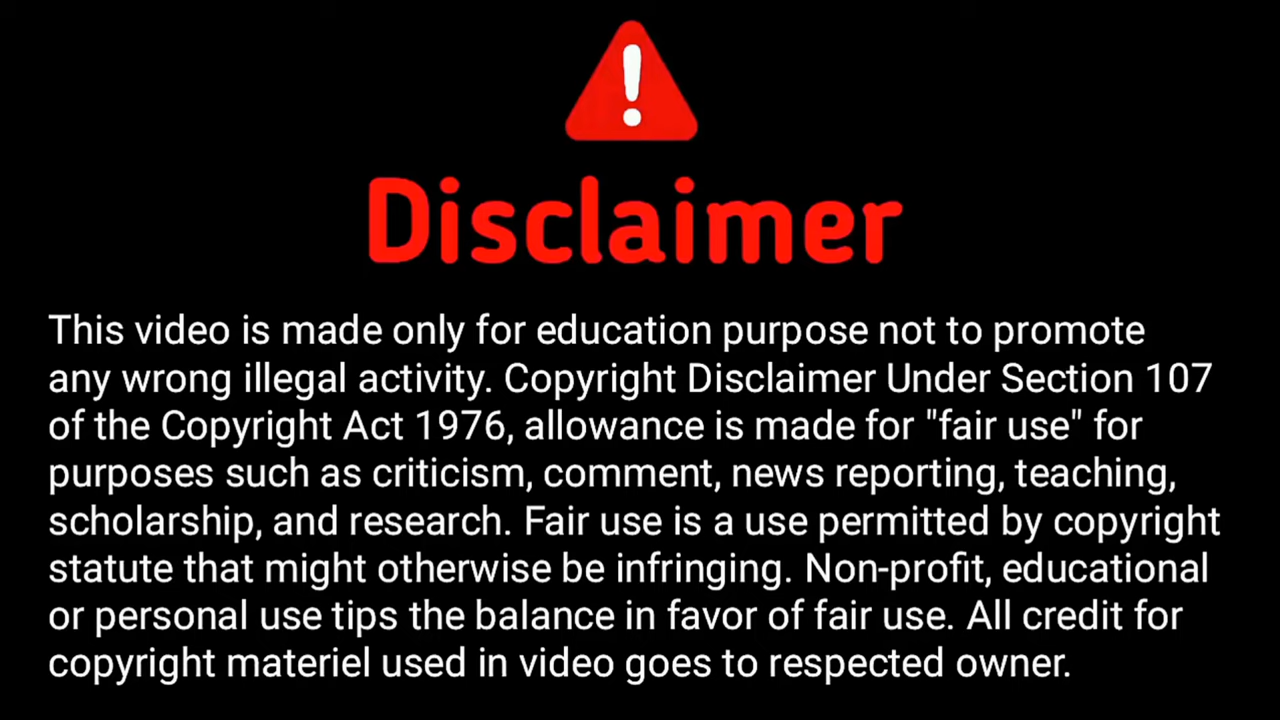 Disclaimer
This video is made only for education purpose not to promote
any wrong illegal activity. Copyright Disclaimer Under Section 107
of the Copyright Act 1976, allowance is made for "fair use" for
purposes such as criticism, comment, news reporting, teaching,
scholarship, and research. Fair use is a use permitted by copyright
statute that might otherwise be infringing. Non-profit, educational
or personal use tips the balance in favor of fair use. All credit for
copyright materiel used in video goes to respected owner.